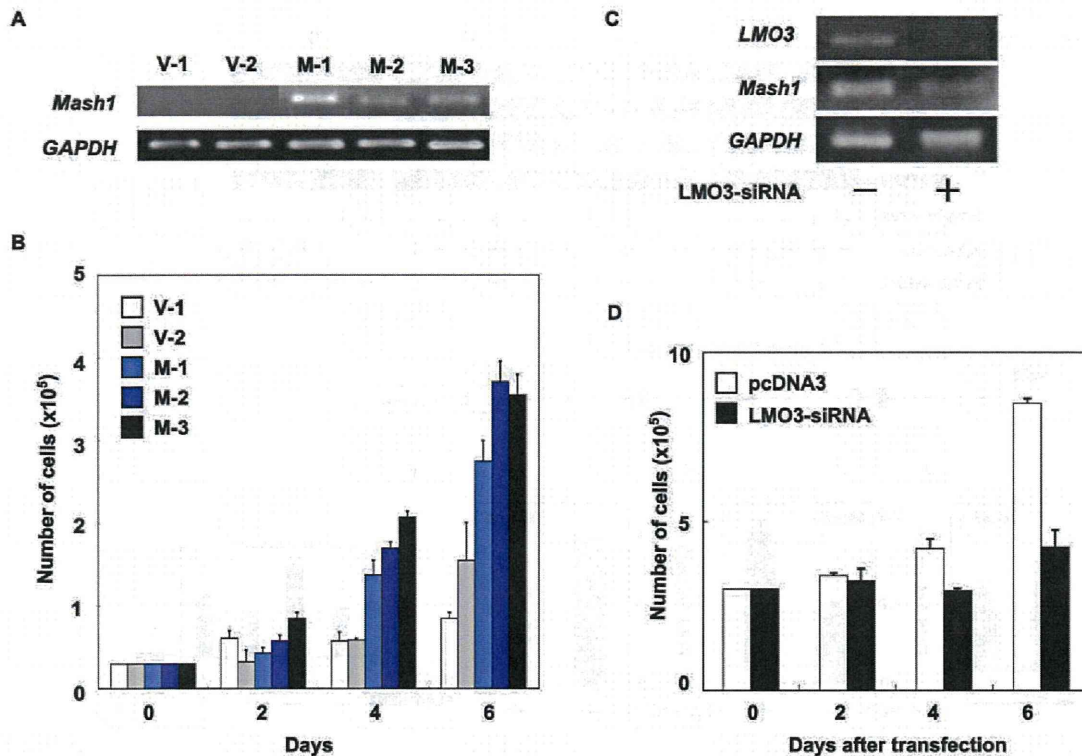 A
V-1 V-2 M-1 M-2 M-3
Mash1
GAPDH
B
5
4
3
2
1
0
Number of cells (x10⁵)
V-1
V-2
M-1
M-2
M-3
0 2 4 6
Days
C
LMO3
Mash1
GAPDH
LMO3-siRNA — +
D
10
5
0
Number of cells (x10⁵)
pcDNA3
LMO3-siRNA
0 2 4 6
Days after transfection